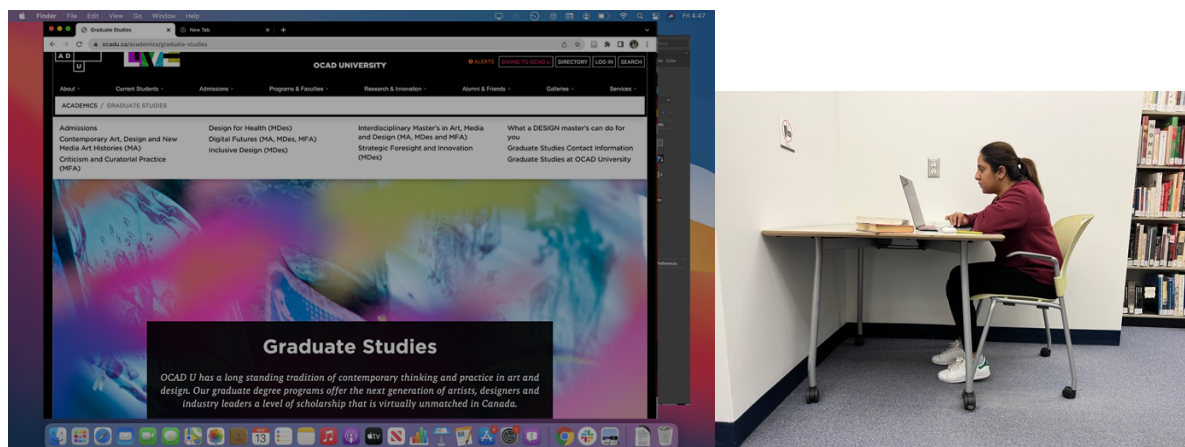 Finder File Edit View Go Window Help
Fri 4:47
Graduate Studies
New Tab
ocadu.ca/academics/graduate-studies
A D
U
LIVE
OCAD UNIVERSITY
ALERTS GIVING TO OCAD U DIRECTORY LOG IN SEARCH
About Current Students Admissions Programs & Faculties Research & Innovation Alumni & Friends Galleries Services
ACADEMICS / GRADUATE STUDIES
Admissions
Contemporary Art, Design and New
Media Art Histories (MA)
Criticism and Curatorial Practice
(MFA)
Design for Health (MDes)
Digital Futures (MA, MDes, MFA)
Inclusive Design (MDes)
Interdisciplinary Master's in Art, Media
and Design (MA, MDes and MFA)
Strategic Foresight and Innovation
(MDes)
What a DESIGN master's can do for
you
Graduate Studies Contact Information
Graduate Studies at OCAD University
Preferences
Graduate Studies
OCAD U has a long standing tradition of contemporary thinking and practice in art and
design. Our graduate degree programs offer the next generation of artists, designers and
industry leaders a level of scholarship that is virtually unmatched in Canada.
13
tv